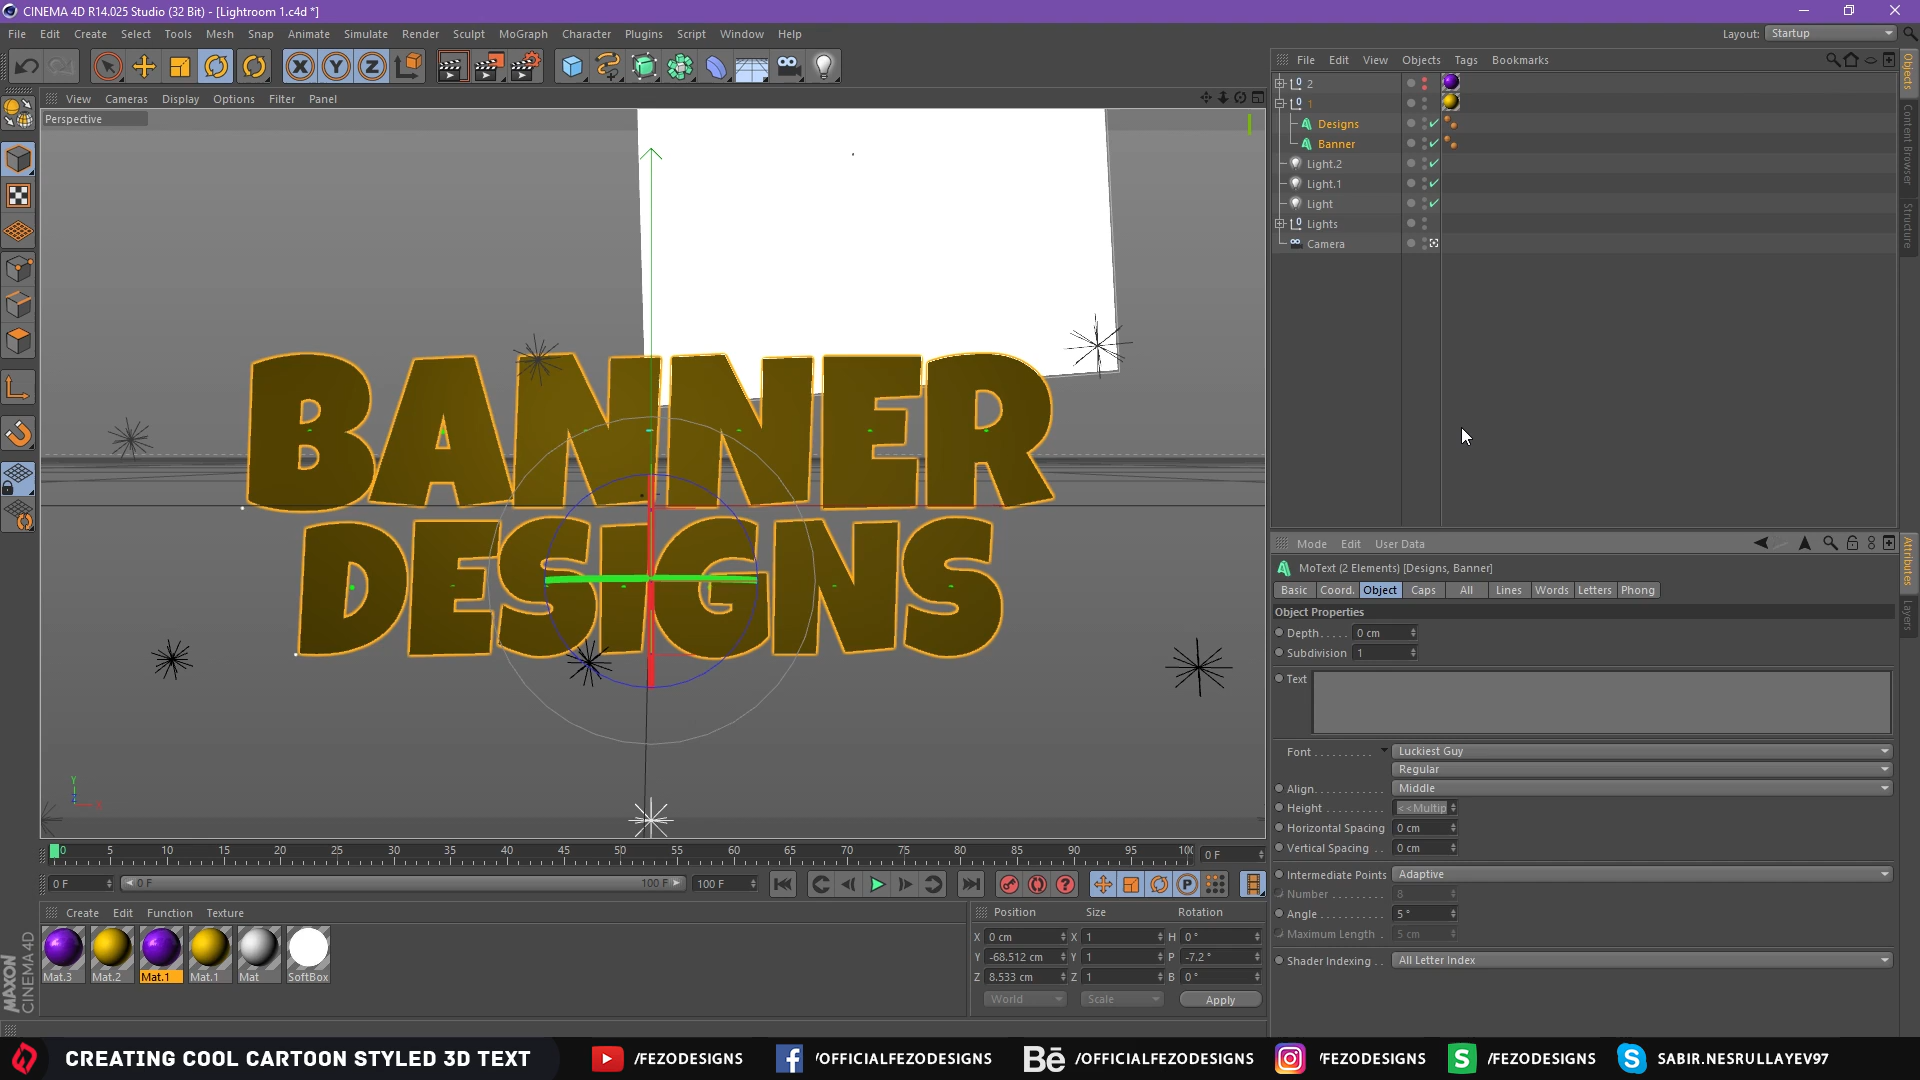 CINEMA 4D R14.025 Studio (32 Bit) - [Lightroom 1.c4d *]
File Edit Create Select Tools Mesh Snap Animate Simulate Render Sculpt MoGraph Character Plugins Script Window Help
Layout: Startup
X Y Z
File Edit View Objects Tags Bookmarks
2
1
Designs
Banner
Light.2
Light.1
Light
Lights
Camera
Objects
Content Browser
Structure
View Cameras Display Options Filter Panel
Perspective
BANNER
DESIGNS
Y
Mode Edit User Data
MoText (2 Elements) [Designs, Banner]
Basic Coord. Object Caps All Lines Words Letters Phong
Object Properties
Depth..... 0 cm
Subdivision 1
Text
Font.......... Luckiest Guy
Regular
Align............ Middle
Height.......... <<Multip
Horizontal Spacing 0 cm
Vertical Spacing .. 0 cm
Intermediate Points Adaptive
Number.......... 8
Angle............ 5 °
Maximum Length . 5 cm
Shader Indexing.. All Letter Index
Attributes
Layers
0 5 10 15 20 25 30 35 40 45 50 55 60 65 70 75 80 85 90 95 100
0 F
0 F 0 F 100 F 100 F
P
Create Edit Function Texture
Mat.3 Mat.2 Mat.1 Mat.1 Mat SoftBox
Position Size Rotation
X 0 cm X 1 H 0 °
Y -68.512 cm Y 1 P -7.2 °
Z 8.533 cm Z 1 B 0 °
World Scale Apply
MAXON
CINEMA 4D
CREATING COOL CARTOON STYLED 3D TEXT
/FEZODESIGNS
/OFFICIALFEZODESIGNS
Bē /OFFICIALFEZODESIGNS
/FEZODESIGNS
S /FEZODESIGNS
S SABIR.NESRULLAYEV97